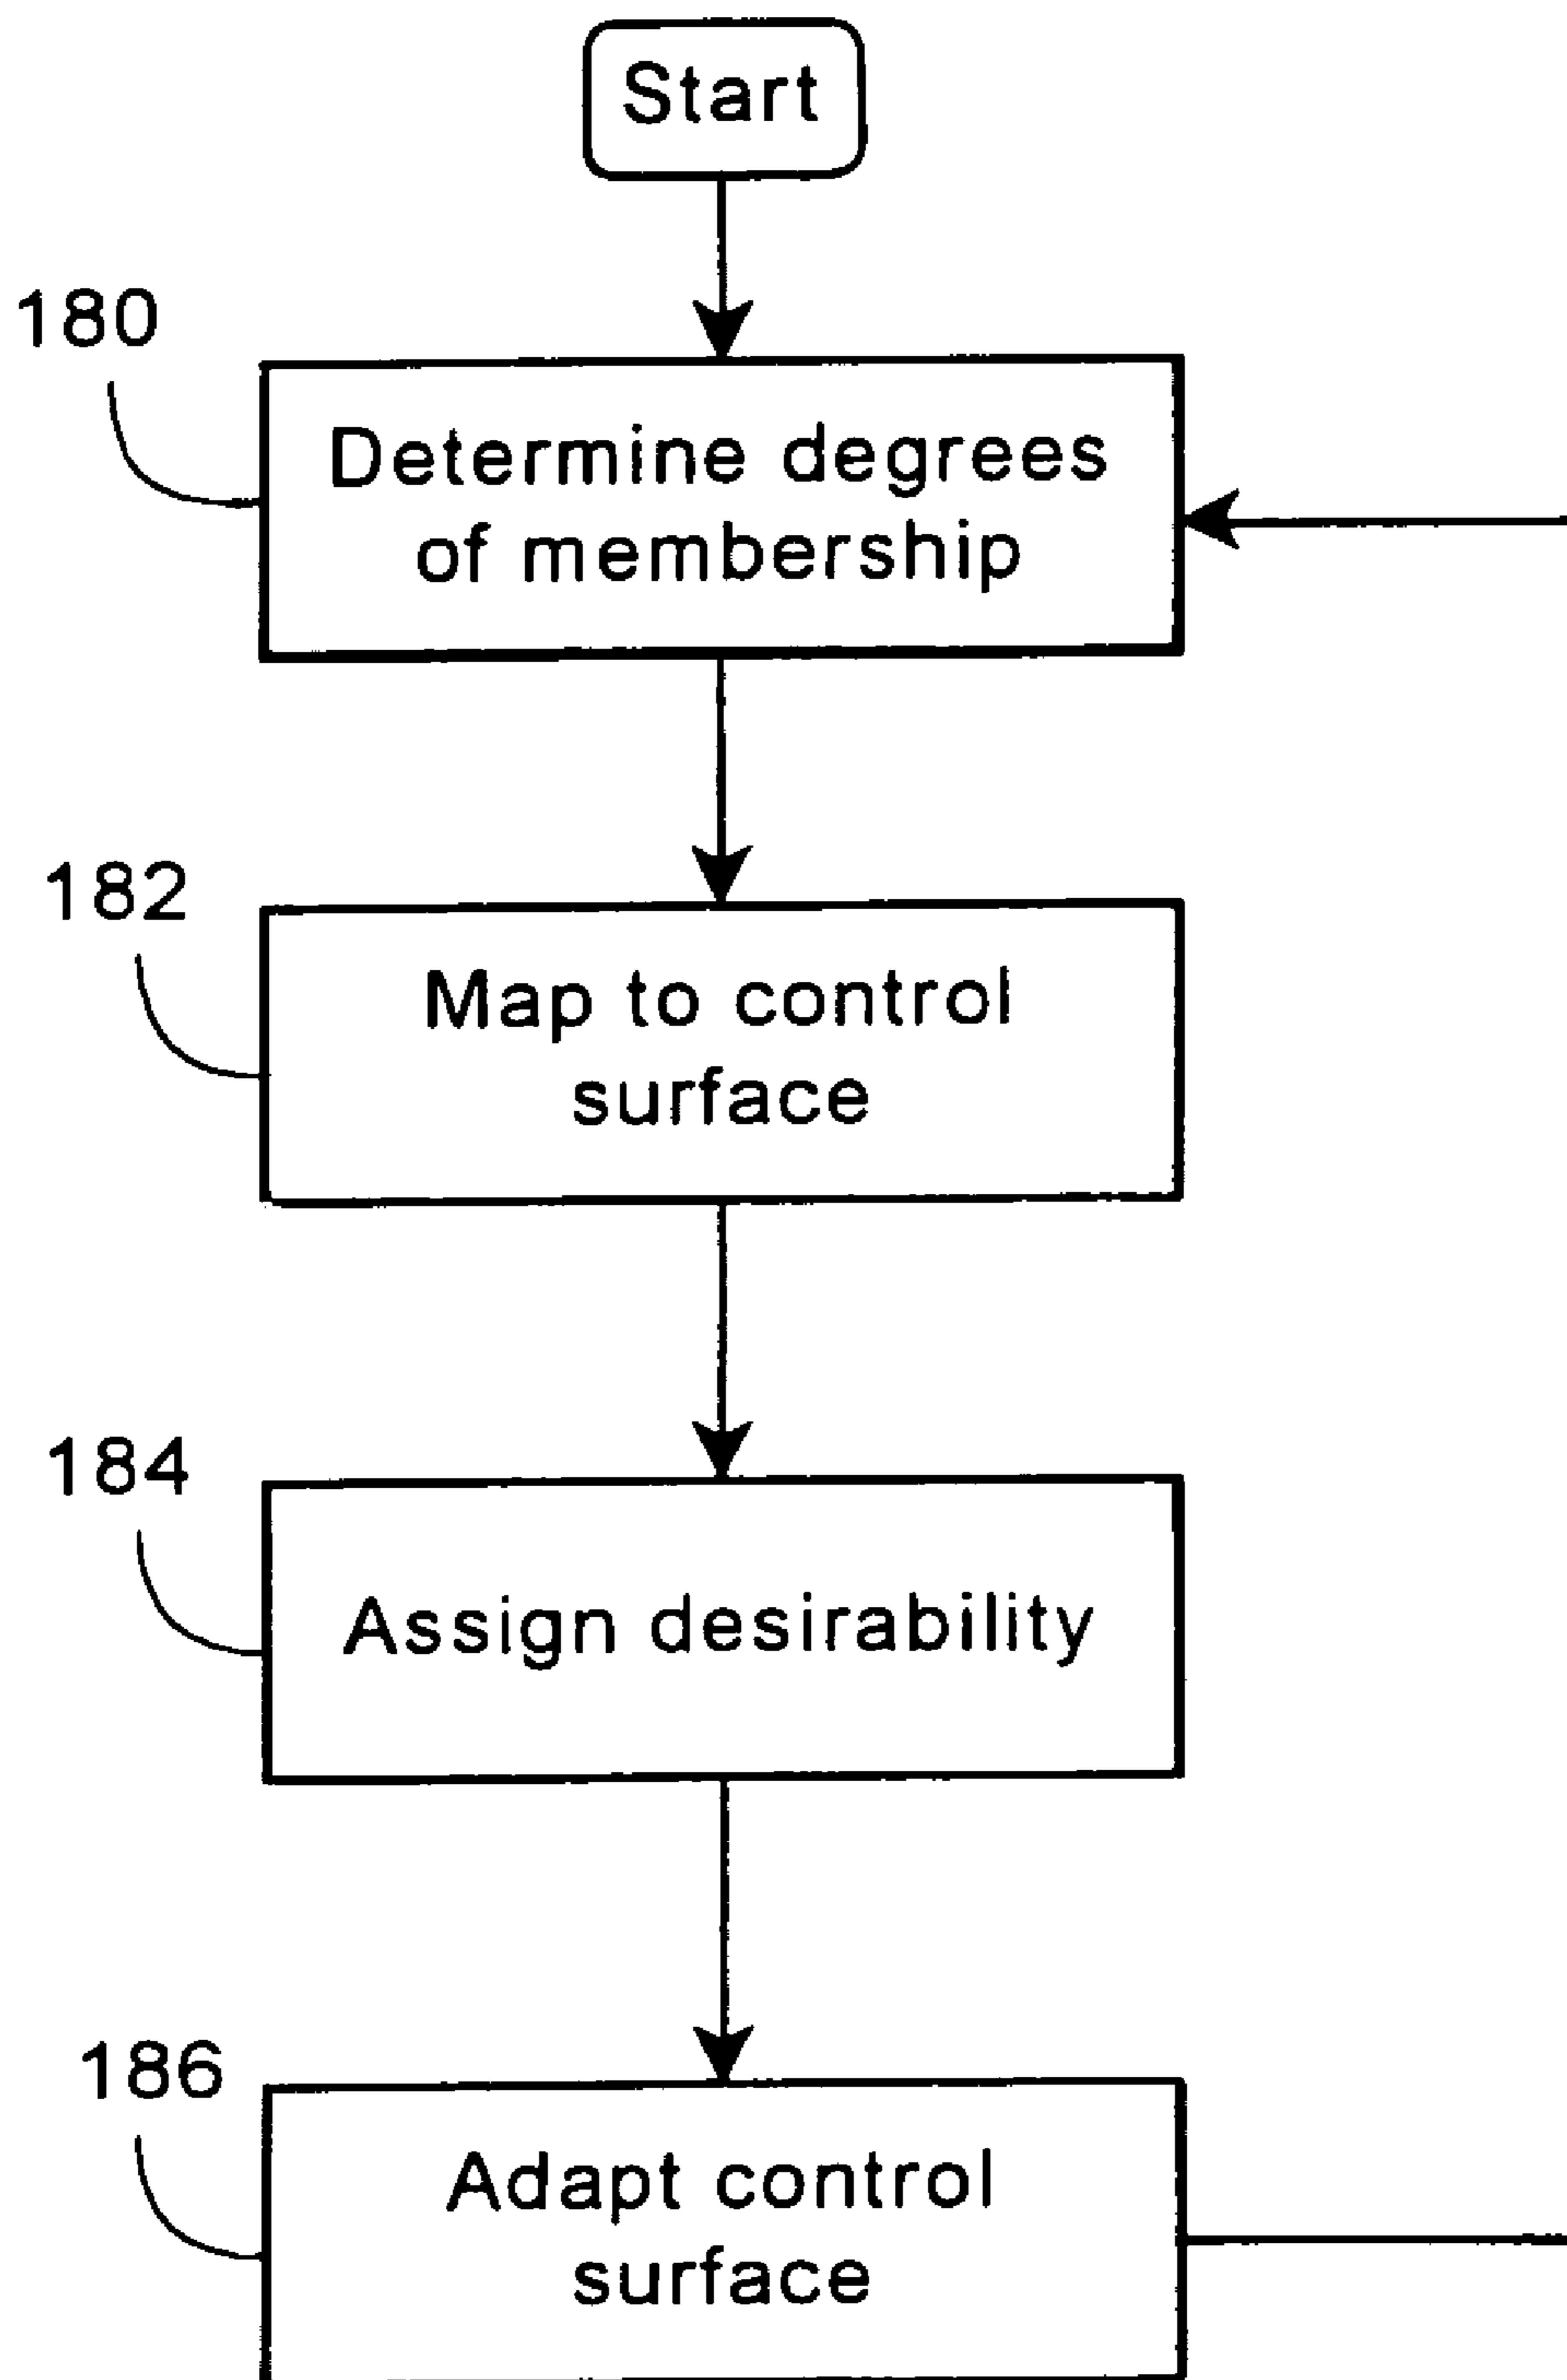 Start
180
Determine degrees
of membership
182
Map to control
surface
184
Assign desirability
186
Adapt control
surface